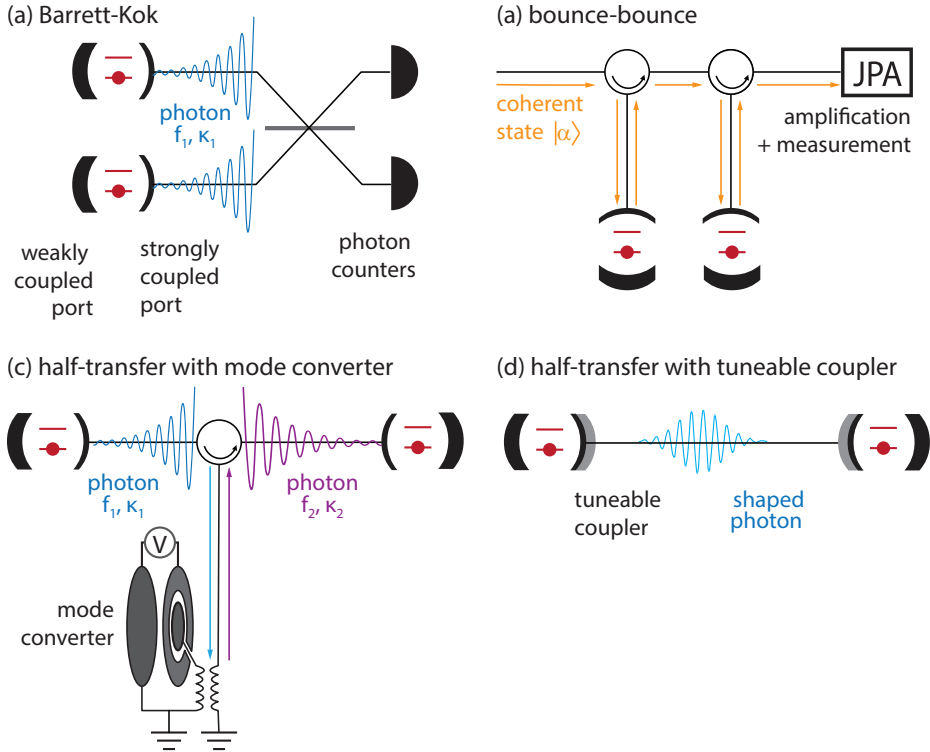 (a) Barrett-Kok
photon
f₁, κ₁
weakly
coupled
port
strongly
coupled
port
photon
counters
(a) bounce-bounce
coherent
state |α⟩
JPA
amplification
+ measurement
(c) half-transfer with mode converter
photon
f₁, κ₁
photon
f₂, κ₂
V
mode
converter
(d) half-transfer with tuneable coupler
tuneable
coupler
shaped
photon